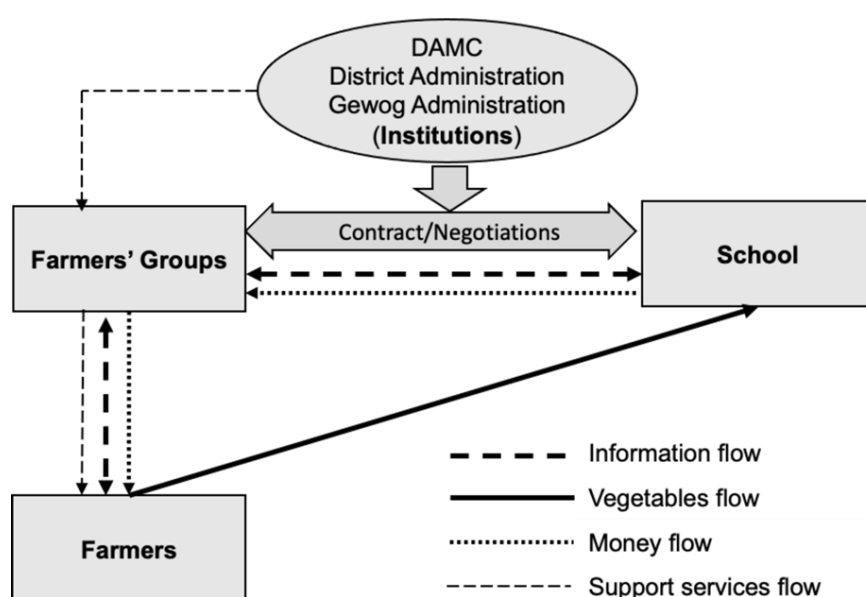 DAMC
District Administration
Gewog Administration
(Institutions)
Contract/Negotiations
Farmers’ Groups
School
Farmers
Information flow
Vegetables flow
Money flow
Support services flow